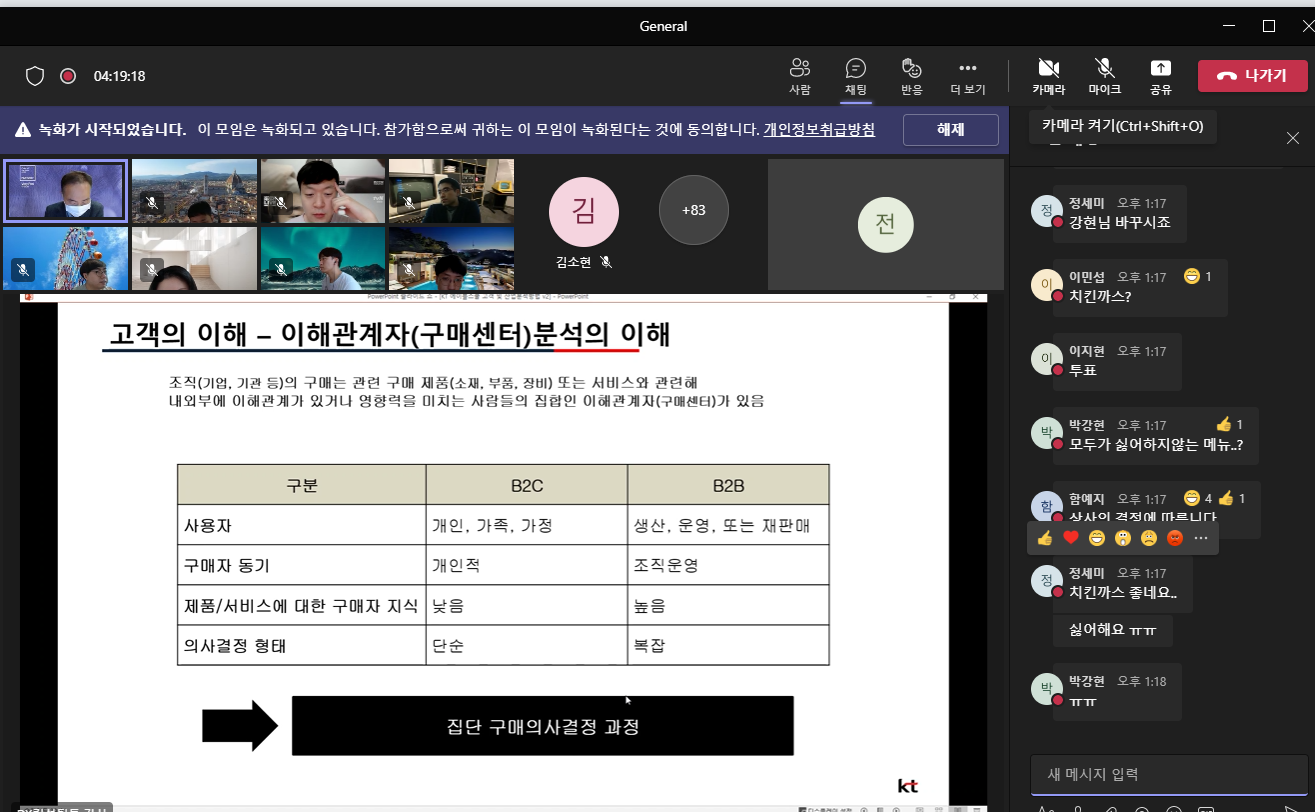 General
04:19:18
사람
채팅
반응
더 보기
카메라
마이크
공유
나가기
녹화가 시작되었습니다. 이 모임은 녹화되고 있습니다. 참가함으로써 귀하는 이 모임이 녹화된다는 것에 동의합니다. 개인정보취급방침
해제
카메라 켜기(Ctrl+Shift+O)
김
김소현
+83
전
고객의 이해 – 이해관계자(구매센터)분석의 이해
조직(기업, 기관 등)의 구매는 관련 구매 제품(소재, 부품, 장비) 또는 서비스와 관련해
내외부에 이해관계가 있거나 영향력을 미치는 사람들의 집합인 이해관계자(구매센터)가 있음
구분 B2C B2B
사용자 개인, 가족, 가정 생산, 운영, 또는 재판매
구매자 동기 개인적 조직운영
제품/서비스에 대한 구매자 지식 낮음 높음
의사결정 형태 단순 복잡
집단 구매의사결정 과정
kt
정 정세미 오후 1:17
강현님 바꾸시죠
이 이민섭 오후 1:17 1
치킨까스?
이 이지현 오후 1:17
투표
박 박강현 오후 1:17 1
모두가 싫어하지않는 메뉴..?
함 함예지 오후 1:17 4 1
상사의 결정에 따릅니다
정 정세미 오후 1:17
치킨까스 좋네요..
싫어해요 ㅠㅠ
박 박강현 오후 1:18
ㅠㅠ
새 메시지 입력